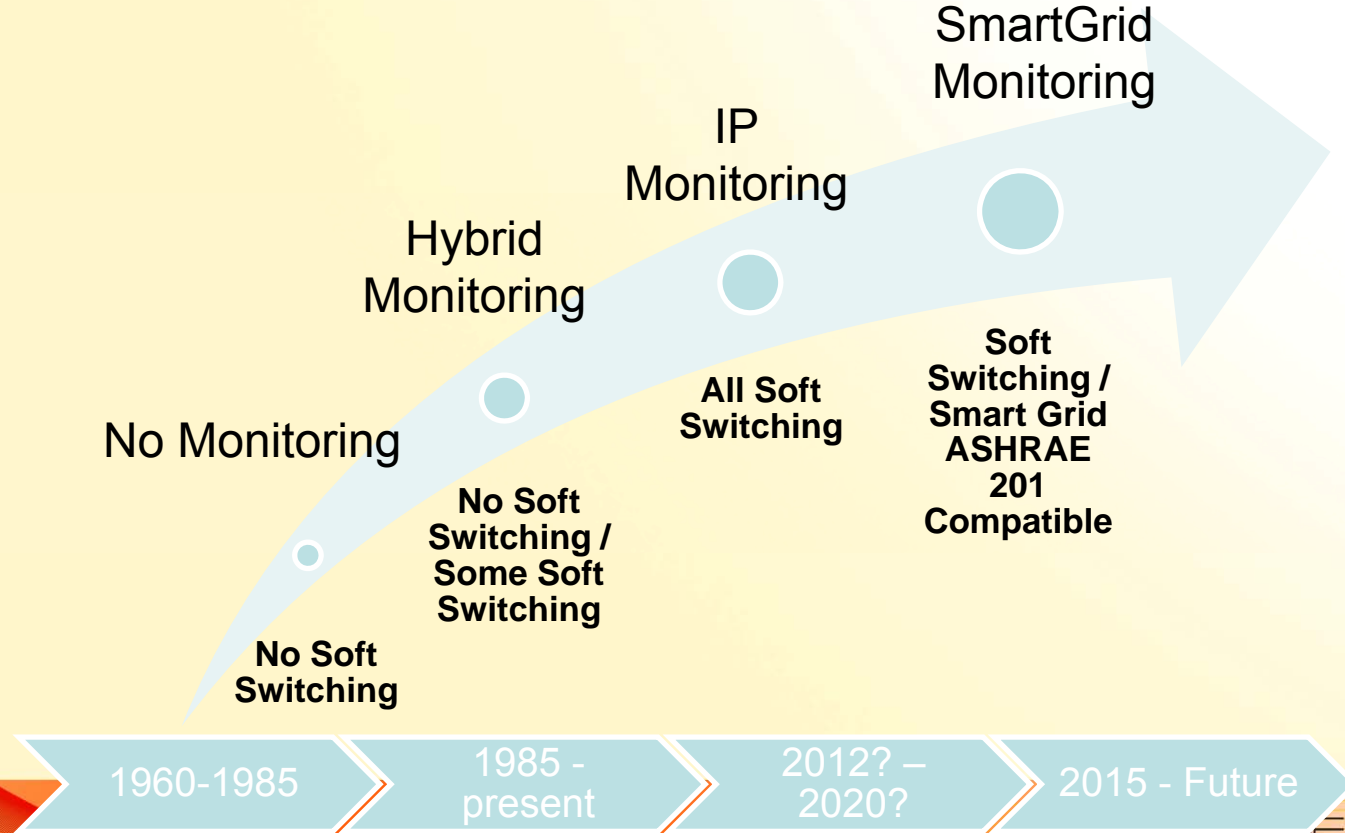 SmartGrid
Monitoring
IP
Monitoring
Hybrid
Monitoring
No Monitoring
Soft
Switching /
Smart Grid
ASHRAE
201
Compatible
All Soft
Switching
No Soft
Switching /
Some Soft
Switching
No Soft
Switching
1960-1985
1985 -
present
2012? –
2020?
2015 - Future